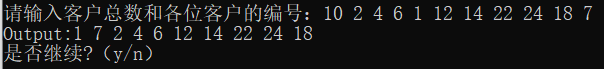 请输入客户总数和各位客户的编号：10 2 4 6 1 12 14 22 24 18 7
Output:1 7 2 4 6 12 14 22 24 18
是否继续?（y/n）